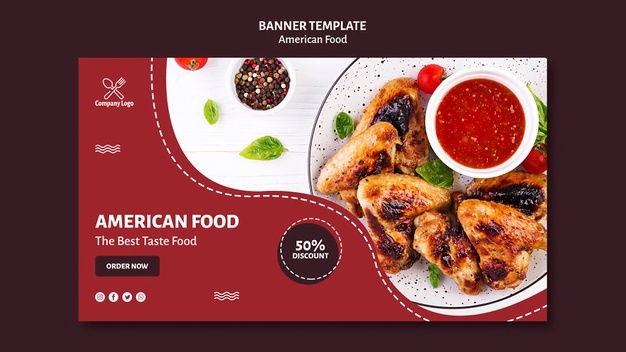 BANNER TEMPLATE
American Food
Company Logo
AMERICAN FOOD
The Best Taste Food
ORDER NOW
50%
DISCOUNT